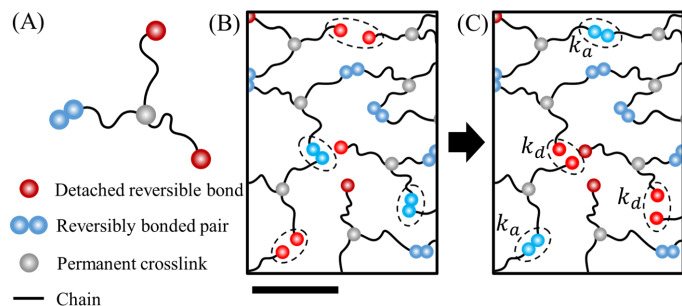 (A)
(B)
(C)
k_a
k_d
k_d
k_a
Detached reversible bond
Reversibly bonded pair
Permanent crosslink
Chain